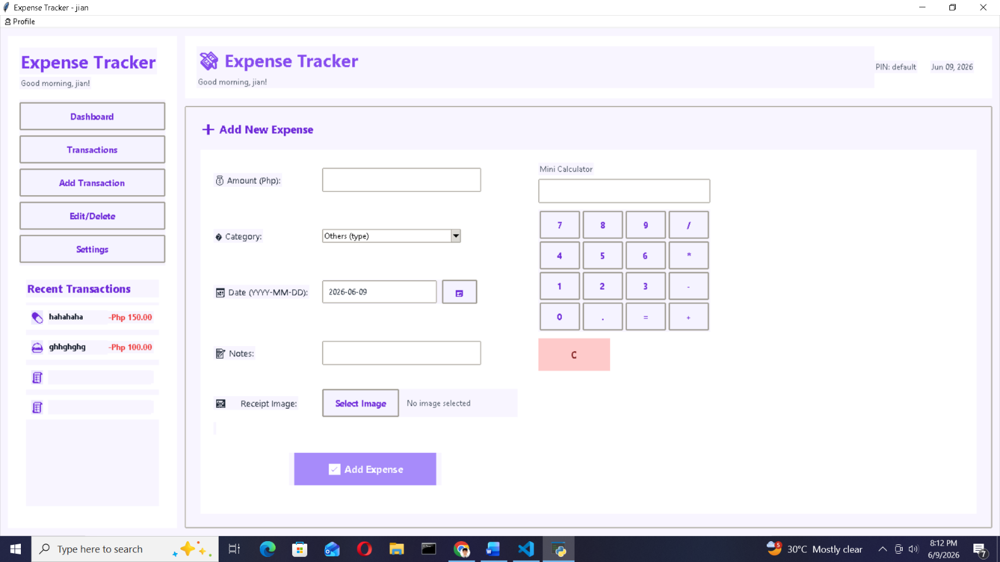 Expense Tracker - jian
Profile
Expense Tracker
Good morning, jian!
Dashboard
Transactions
Add Transaction
Edit/Delete
Settings
Recent Transactions
hahahaha -Php 150.00
ghhghghg -Php 100.00
Expense Tracker
Good morning, jian!
PIN: default Jun 09, 2026
Add New Expense
Amount (Php):
Category: Others (type)
Date (YYYY-MM-DD): 2026-06-09
Notes:
Receipt Image: Select Image No image selected
Add Expense
Mini Calculator
7 8 9 /
4 5 6 *
1 2 3 -
0 . = +
C
Type here to search
5
30°C Mostly clear
8:12 PM
6/9/2026
7